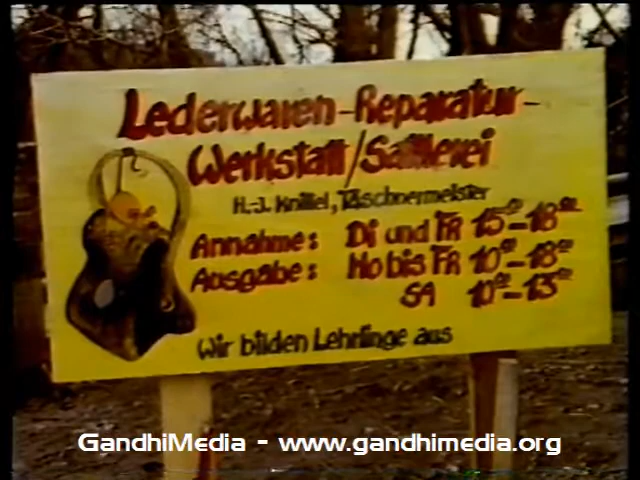 Lederwaren-Reparatur-
Werkstatt/Sattlerei
H.-J. Knittel, Täschnermeister
Annahme: Di und FR 15⁰⁰-18⁰⁰
Ausgabe: Mo bis FR 10⁰⁰-18⁰⁰
SA 10⁰⁰-13⁰⁰
Wir bilden Lehrlinge aus
GandhiMedia - www.gandhimedia.org